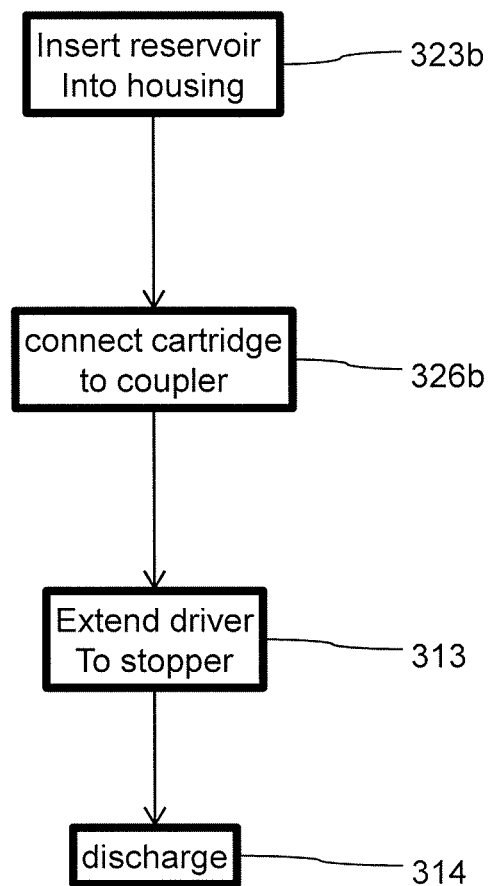 Insert reservoir
Into housing
323b
connect cartridge
to coupler
326b
Extend driver
To stopper
313
discharge
314